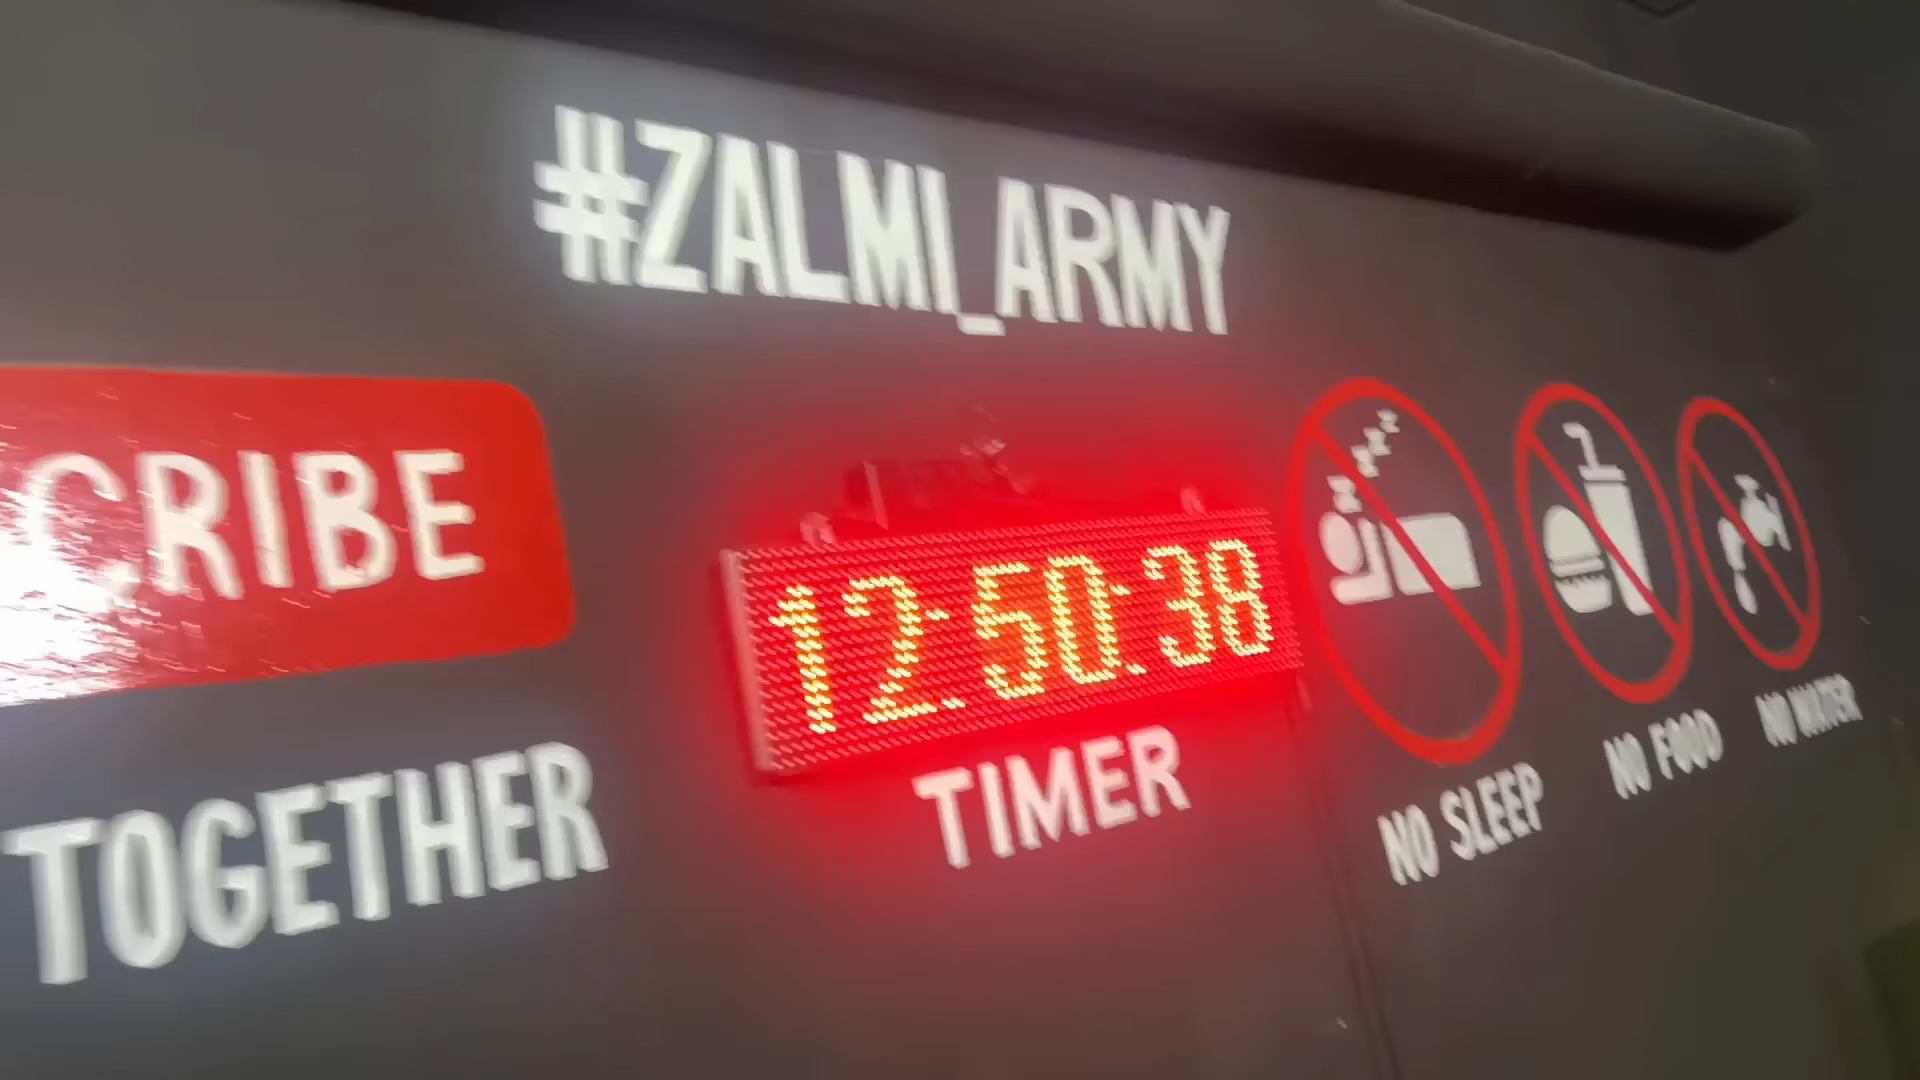 #ZALMI_ARMY
CRIBE
12:50:38
TIMER
TOGETHER
NO SLEEP
NO FOOD
NO WATER